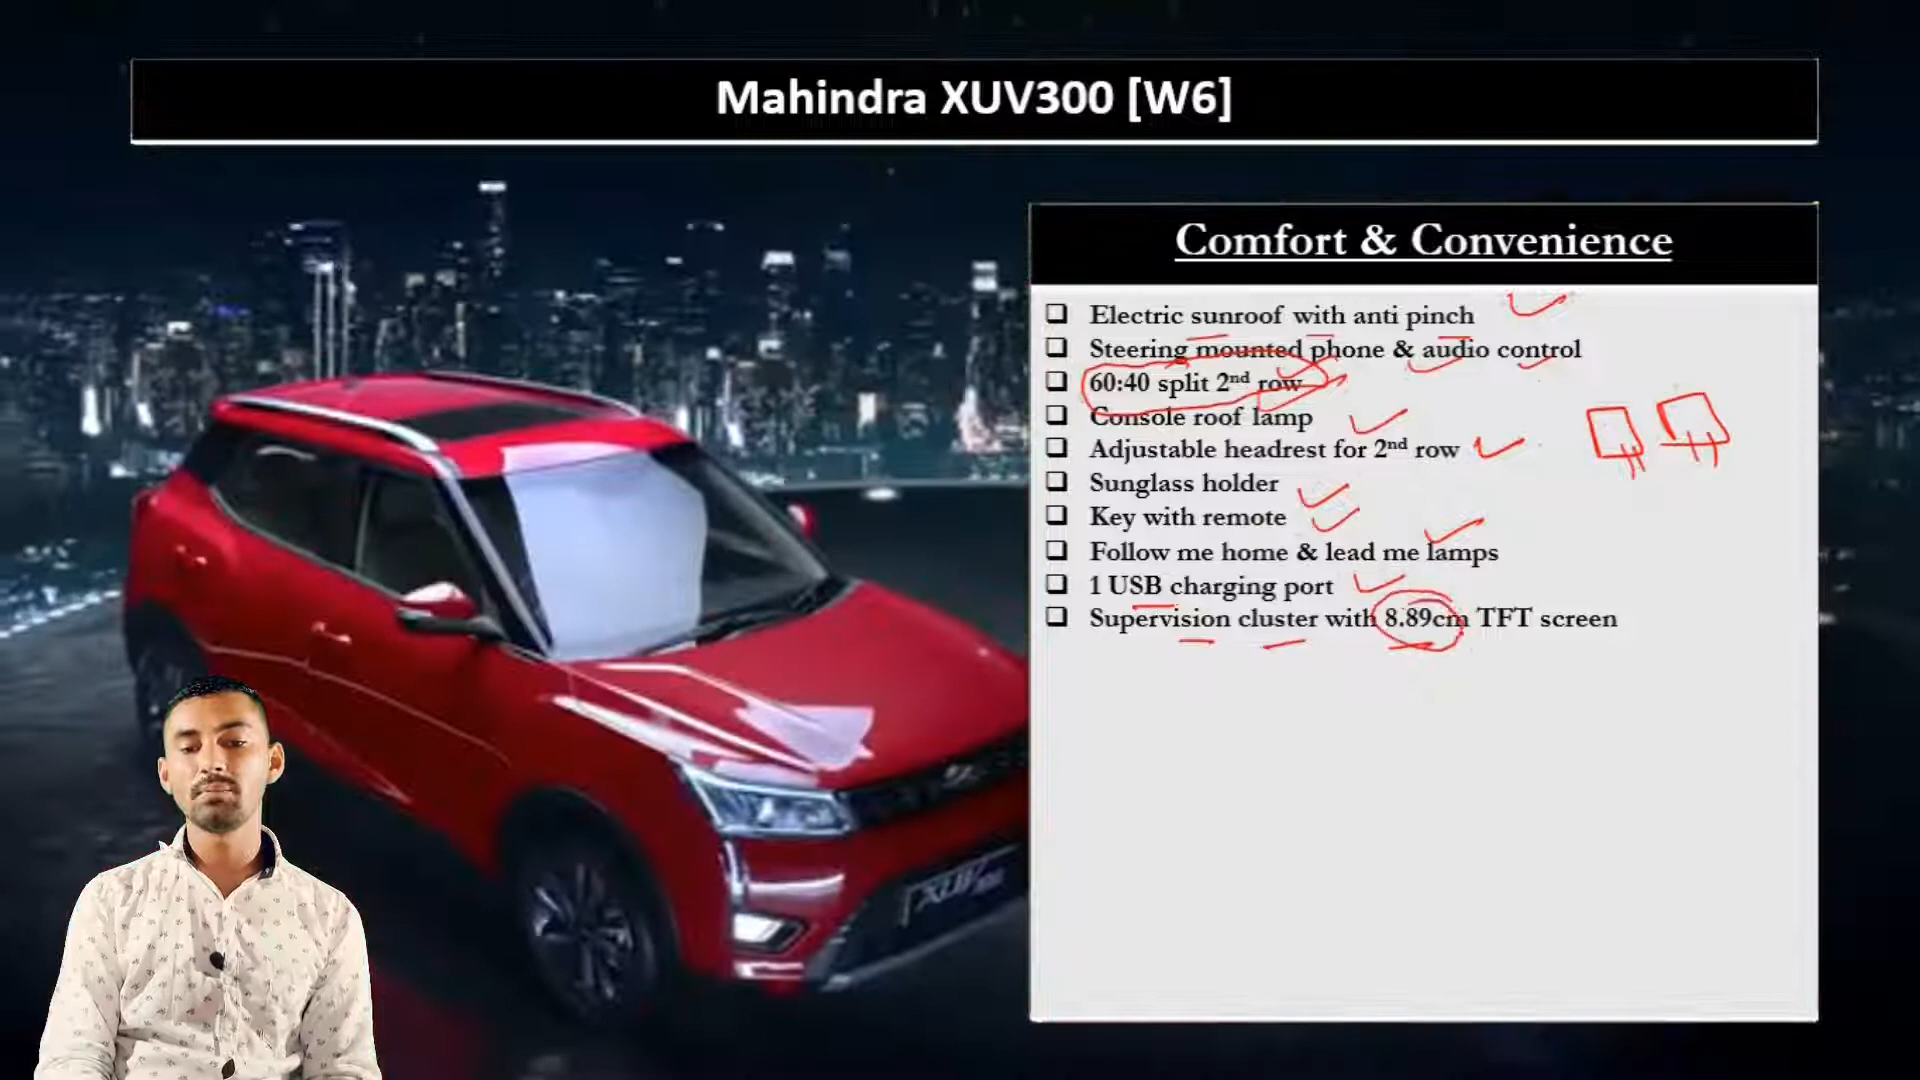 Mahindra XUV300 [W6]
Comfort & Convenience
Electric sunroof with anti pinch
Steering mounted phone & audio control
60:40 split 2nd row
Console roof lamp
Adjustable headrest for 2nd row
Sunglass holder
Key with remote
Follow me home & lead me lamps
1 USB charging port
Supervision cluster with 8.89cm TFT screen
XUV300